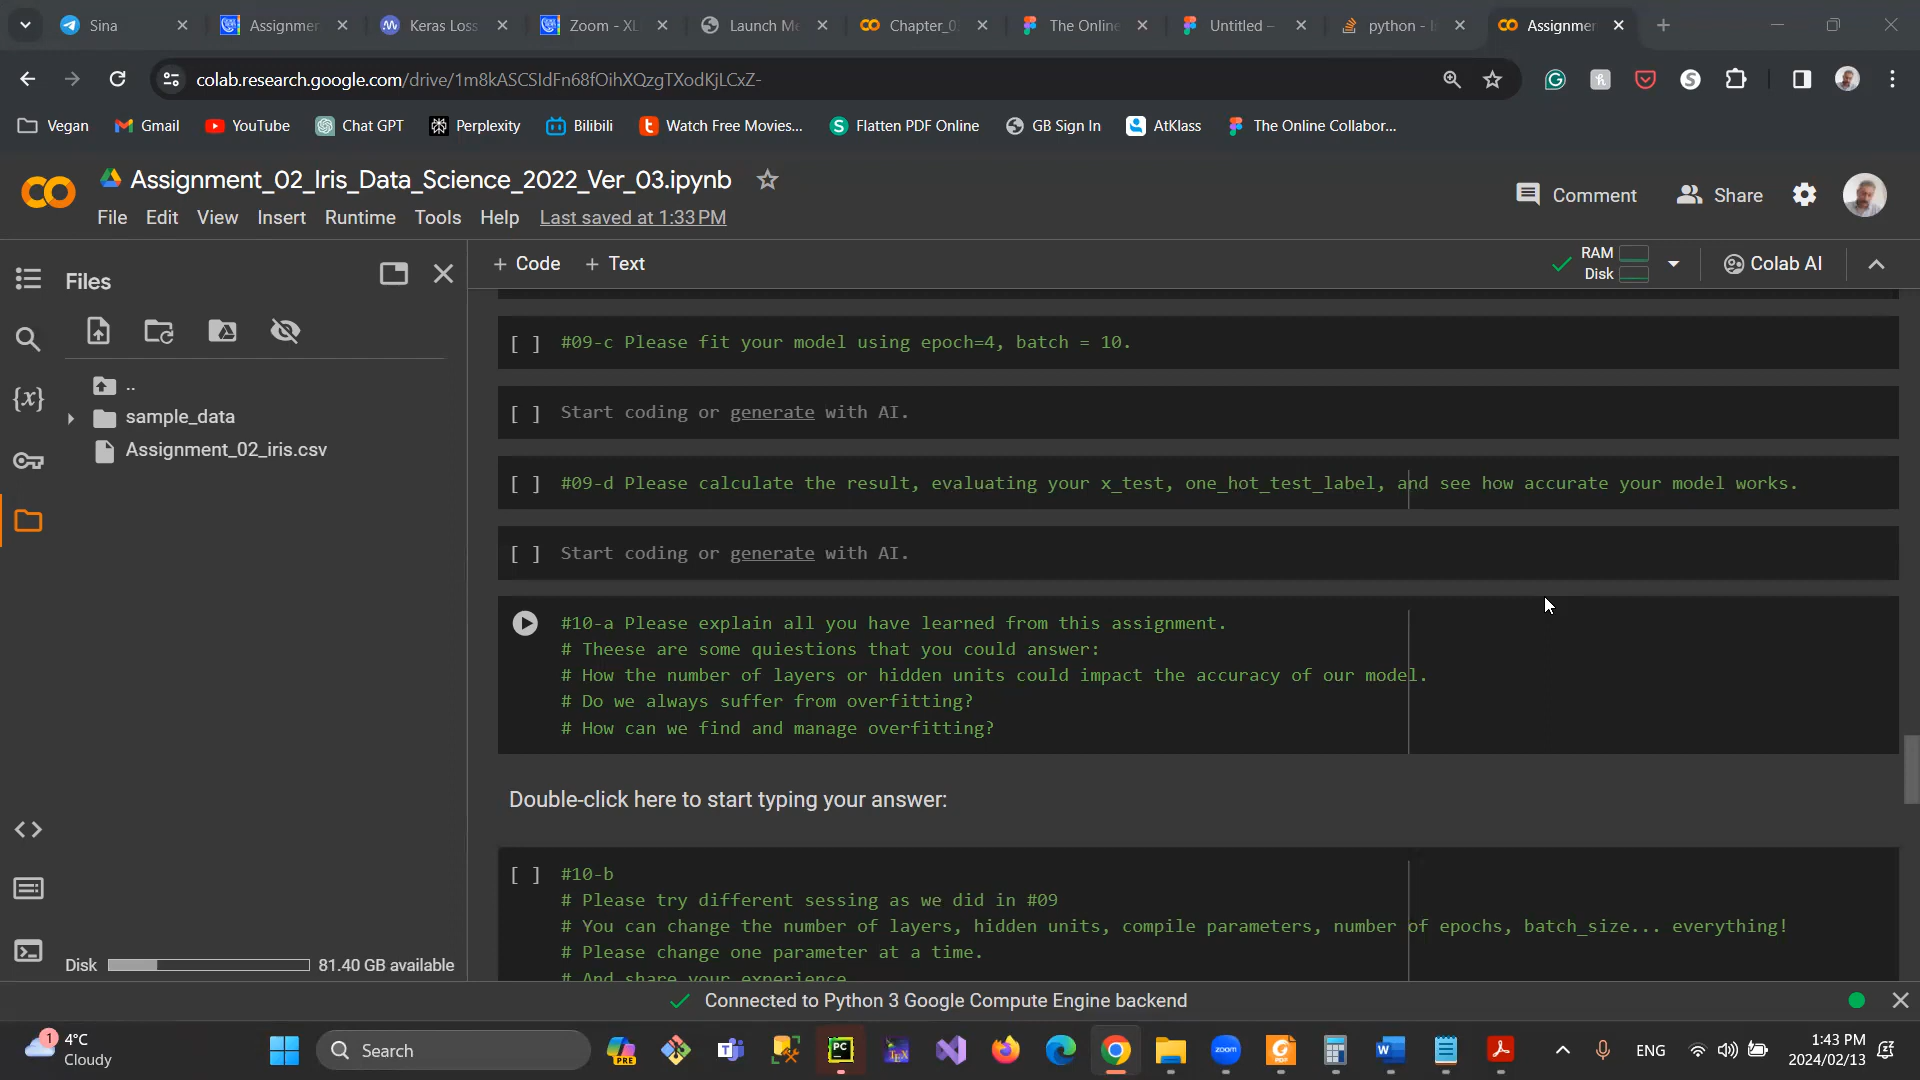 Sina
Assignmer
Keras Loss
Zoom - XL
Launch Me
Chapter_0
The Online
Untitled –
python - I
Assignmer
colab.research.google.com/drive/1m8kASCSIdFn68fOihXQzgTXodKjLCxZ-
Vegan
Gmail
YouTube
Chat GPT
Perplexity
Bilibili
Watch Free Movies...
Flatten PDF Online
GB Sign In
AtKlass
The Online Collabor...
Assignment_02_Iris_Data_Science_2022_Ver_03.ipynb
Comment
Share
File Edit View Insert Runtime Tools Help Last saved at 1:33 PM
Files
+ Code + Text
RAM
Disk
Colab AI
..
sample_data
Assignment_02_iris.csv
{x}
[ ] #09-c Please fit your model using epoch=4, batch = 10.
[ ] Start coding or generate with AI.
[ ] #09-d Please calculate the result, evaluating your x_test, one_hot_test_label, and see how accurate your model works.
[ ] Start coding or generate with AI.
#10-a Please explain all you have learned from this assignment.
# Theese are some quiestions that you could answer:
# How the number of layers or hidden units could impact the accuracy of our model.
# Do we always suffer from overfitting?
# How can we find and manage overfitting?
Double-click here to start typing your answer:
[ ] #10-b
# Please try different sessing as we did in #09
# You can change the number of layers, hidden units, compile parameters, number of epochs, batch_size... everything!
# Please change one parameter at a time.
# And share your experience
Disk 81.40 GB available
Connected to Python 3 Google Compute Engine backend
1
4°C
Cloudy
Search
PRE
PC
TEX
zoom
ENG
1:43 PM
2024/02/13